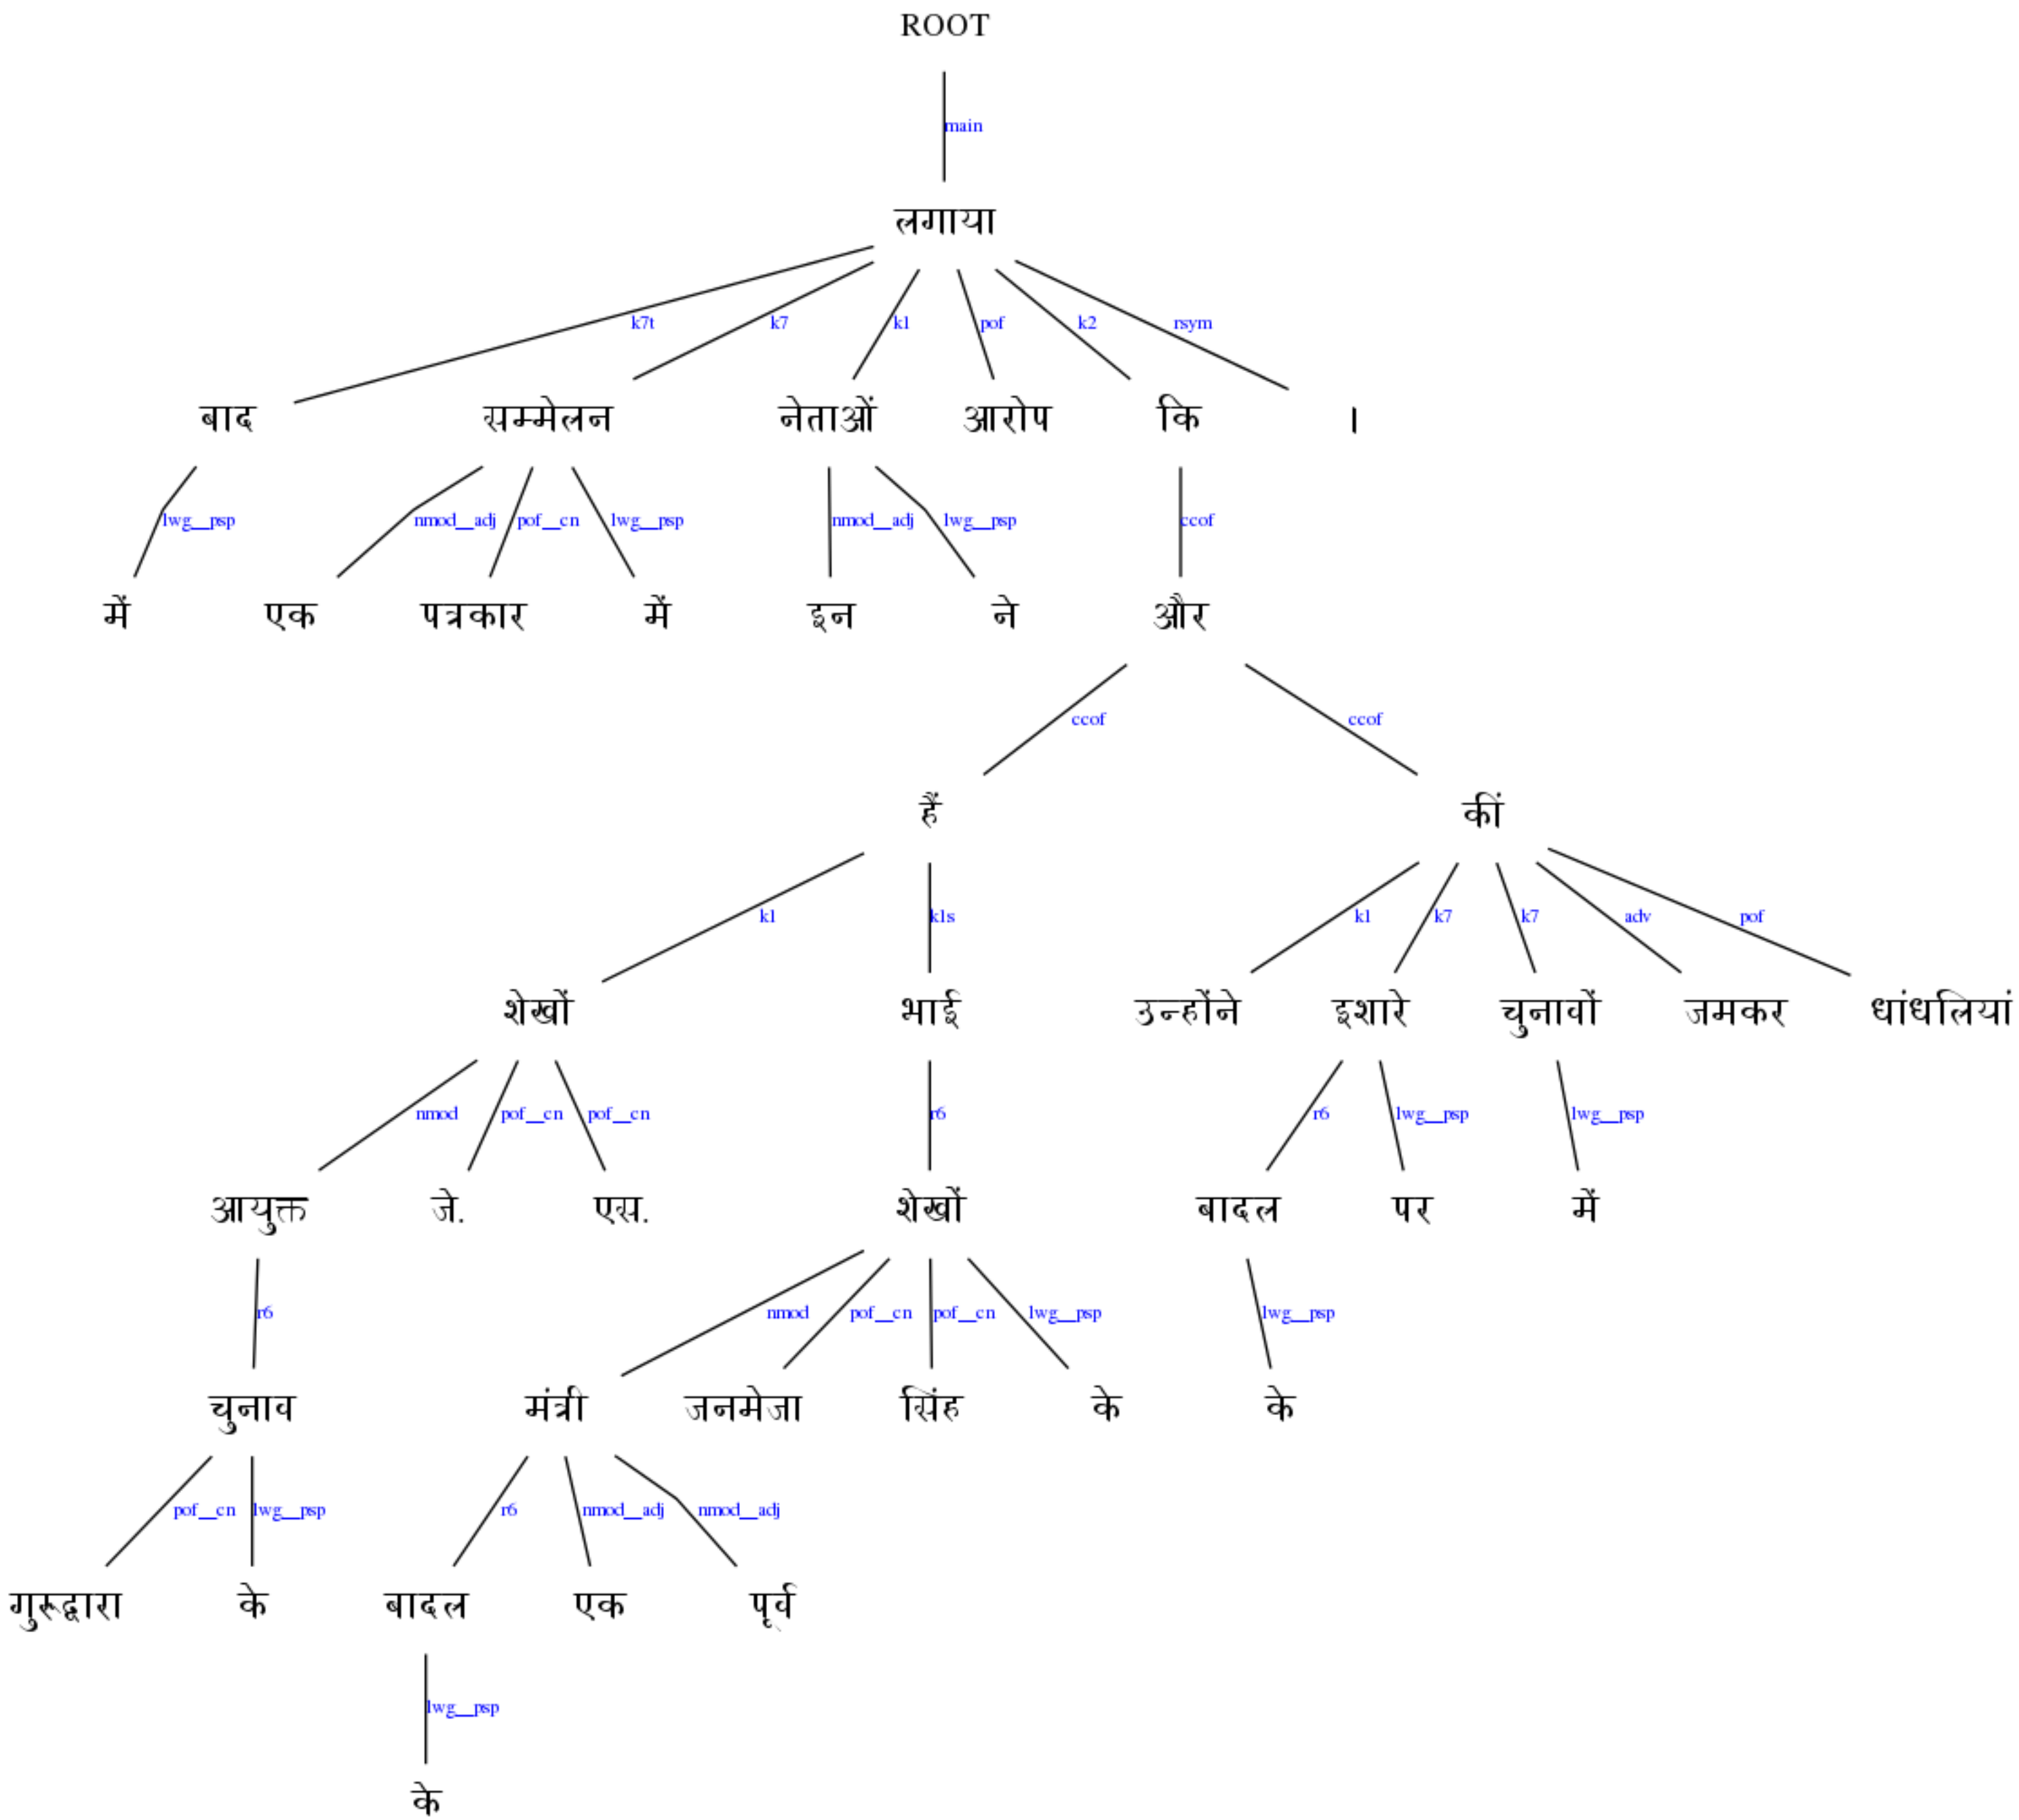 ROOT
main
लगाया
k7t k7 k1 pof k2 rsym
बाद सम्मेलन नेताओं आरोप कि ।
lwg__psp nmod__adj pof__cn lwg__psp nmod__adj lwg__psp ccof
में एक पत्रकार में इन ने और
ccof ccof
हैं कीं
k1 k1s k1 k7 k7 adv pof
शेखों भाई उन्होंने इशारे चुनावों जमकर धांधलियां
nmod pof__cn pof__cn r6 r6 lwg__psp lwg__psp
आयुक्त जे. एस. शेखों बादल पर में
r6 nmod pof__cn pof__cn lwg__psp lwg__psp
चुनाव मंत्री जनमेजा सिंह के के
pof__cn lwg__psp r6 nmod__adj nmod__adj
गुरूद्वारा के बादल एक पूर्व
lwg__psp
के